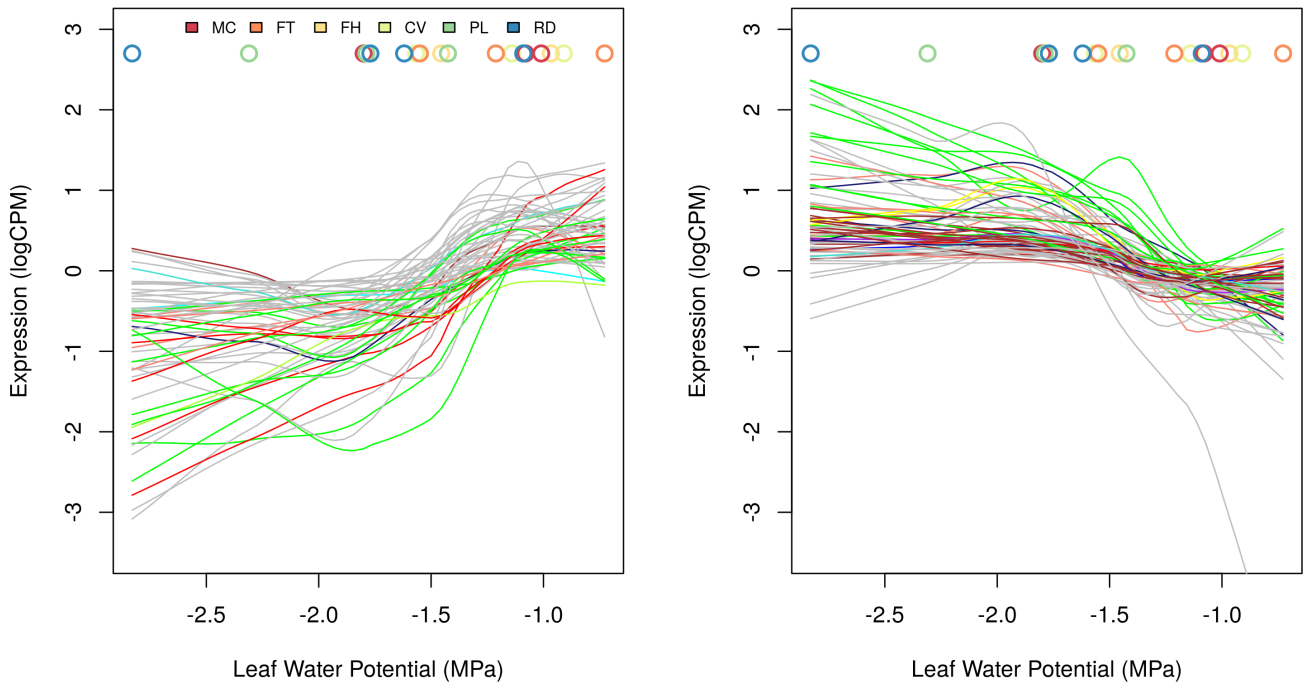 MC FT FH CV PL RD
3
2
1
0
-1
-2
-3
Expression (logCPM)
-2.5 -2.0 -1.5 -1.0
Leaf Water Potential (MPa)
3
2
1
0
-1
-2
-3
Expression (logCPM)
-2.5 -2.0 -1.5 -1.0
Leaf Water Potential (MPa)